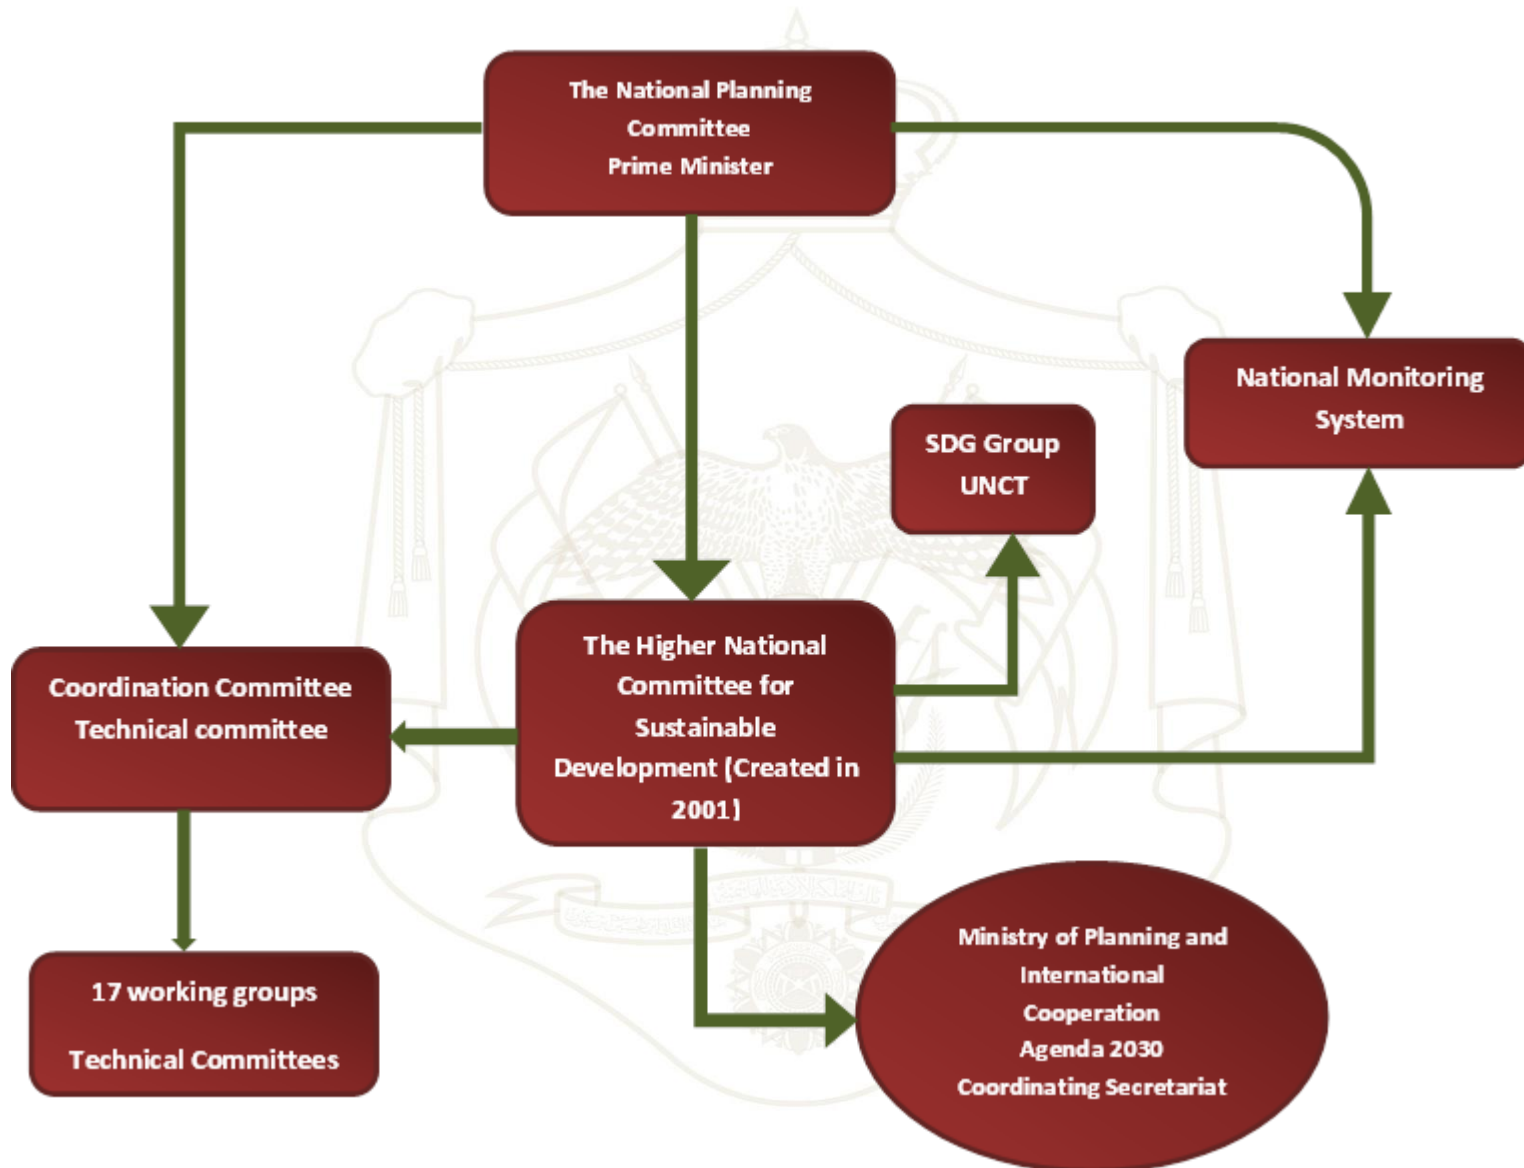 The National Planning
Committee
Prime Minister
National Monitoring
System
SDG Group
UNCT
The Higher National
Committee for
Sustainable
Development (Created in
2001)
Coordination Committee
Technical committee
17 working groups
Technical Committees
Ministry of Planning and
International
Cooperation
Agenda 2030
Coordinating Secretariat